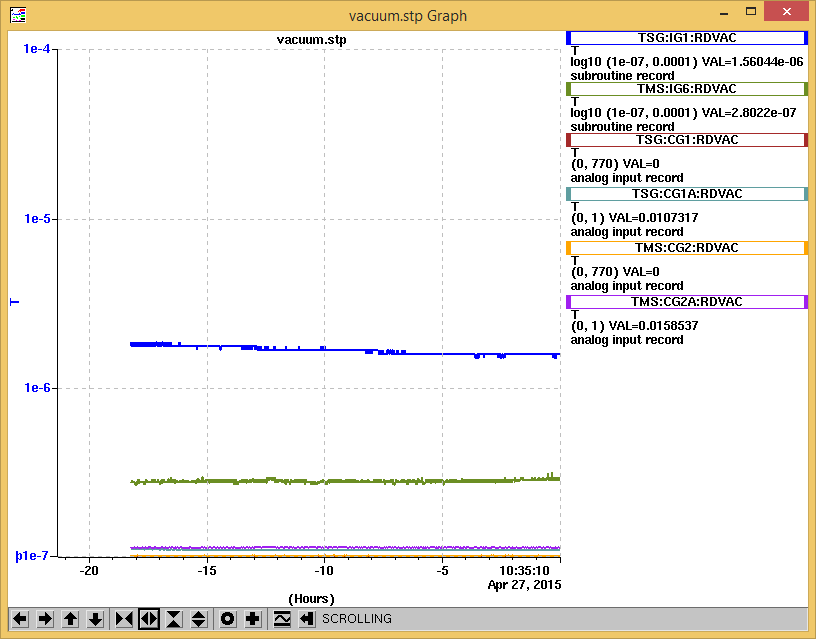 vacuum.stp Graph
vacuum.stp
1e-4
1e-5
T
1e-6
1e-7
-20
-15
-10
-5
10:35:10
Apr 27, 2015
(Hours)
TSG:IG1:RDVAC
T
log10 (1e-07, 0.0001) VAL=1.56044e-06
subroutine record
TMS:IG6:RDVAC
T
log10 (1e-07, 0.0001) VAL=2.8022e-07
subroutine record
TSG:CG1:RDVAC
T
(0, 770) VAL=0
analog input record
TSG:CG1A:RDVAC
T
(0, 1) VAL=0.0107317
analog input record
TMS:CG2:RDVAC
T
(0, 770) VAL=0
analog input record
TMS:CG2A:RDVAC
T
(0, 1) VAL=0.0158537
analog input record
SCROLLING